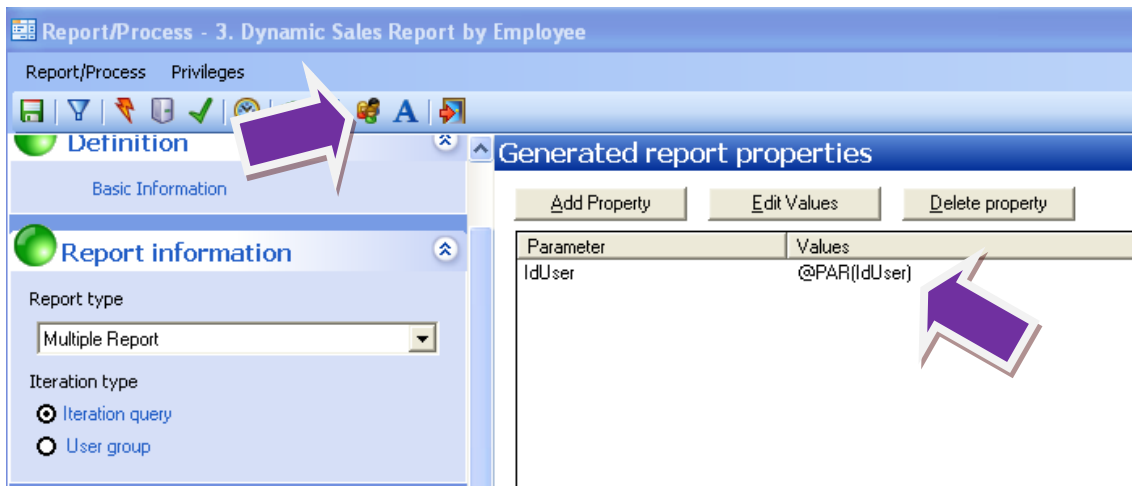 Report/Process - 3. Dynamic Sales Report by Employee
Report/Process Privileges
A
Definition
Basic Information
Report information
Report type
Multiple Report
Iteration type
Iteration query
User group
Generated report properties
Add Property Edit Values Delete property
Parameter Values
IdUser @PAR(IdUser)